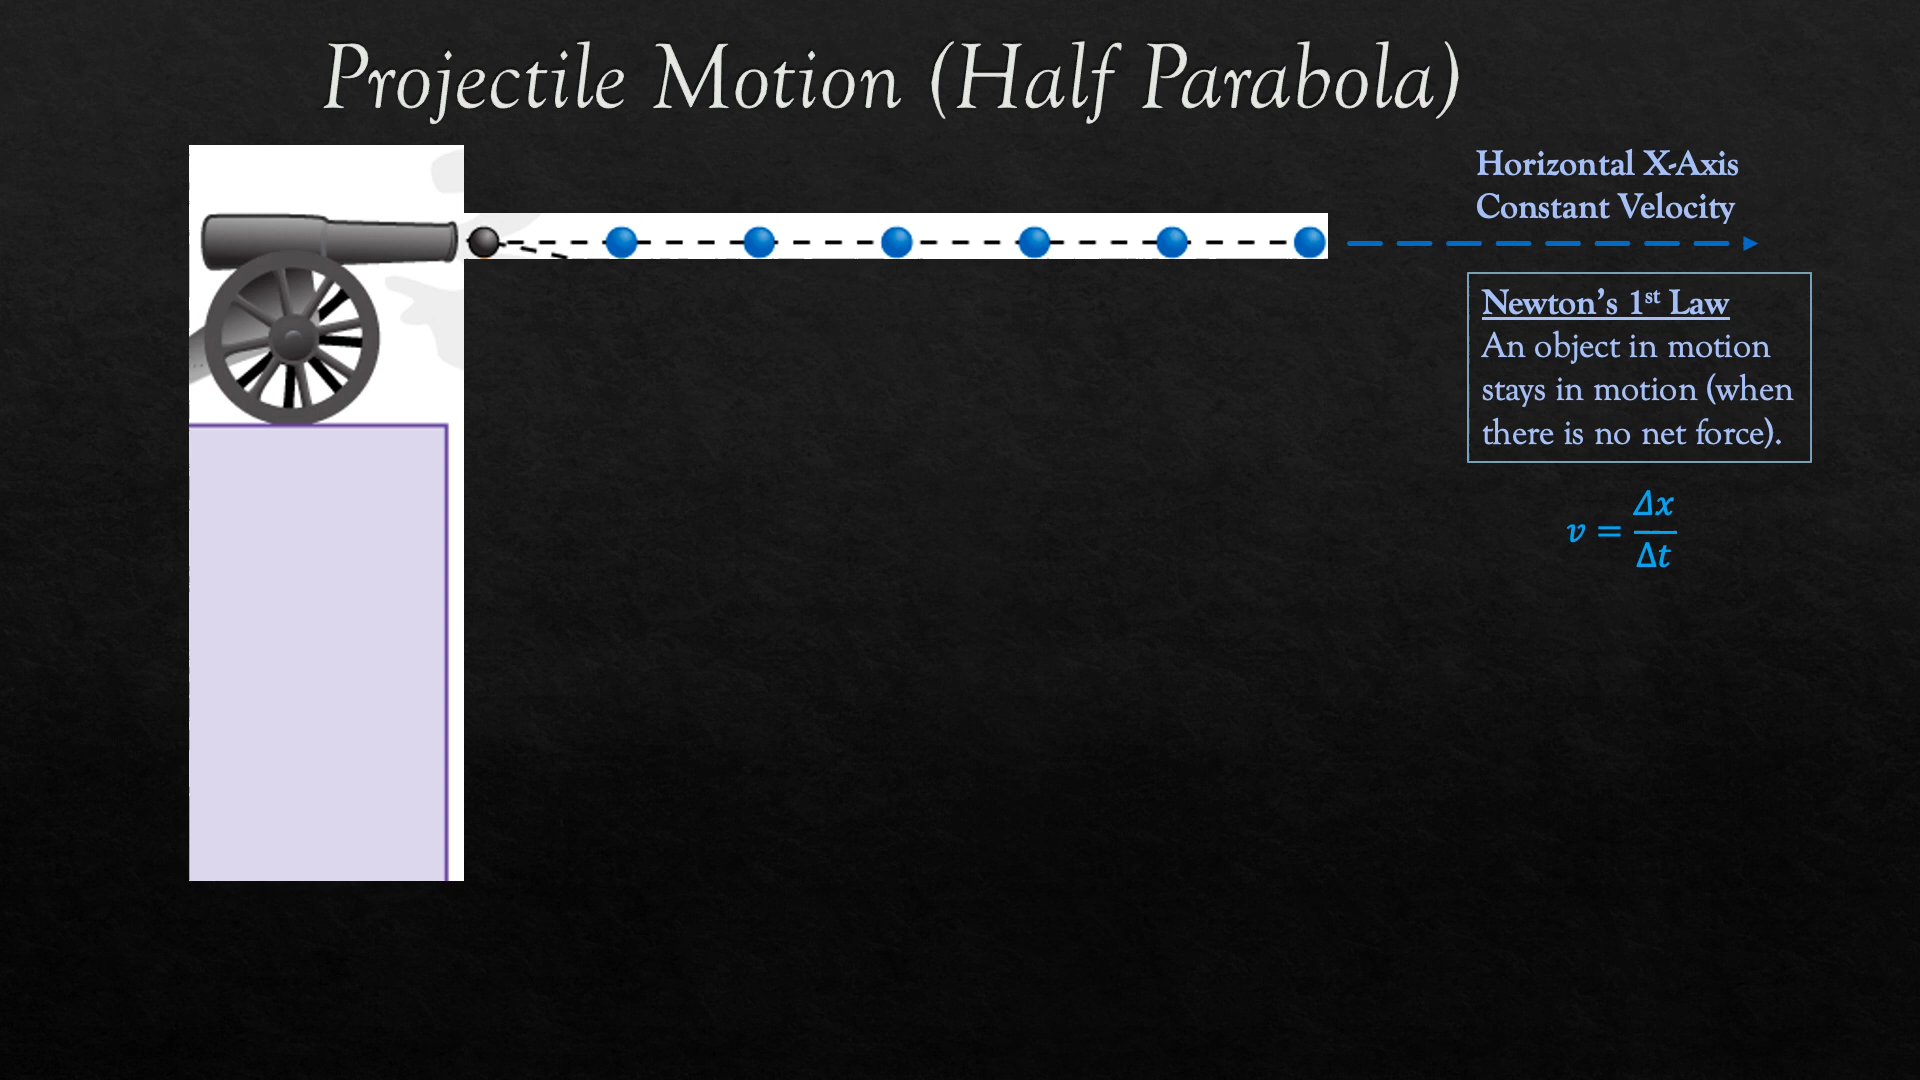 Projectile Motion (Half Parabola)
Horizontal X-Axis
Constant Velocity
Newton’s 1st Law
An object in motion
stays in motion (when
there is no net force).
v = Δx/Δt